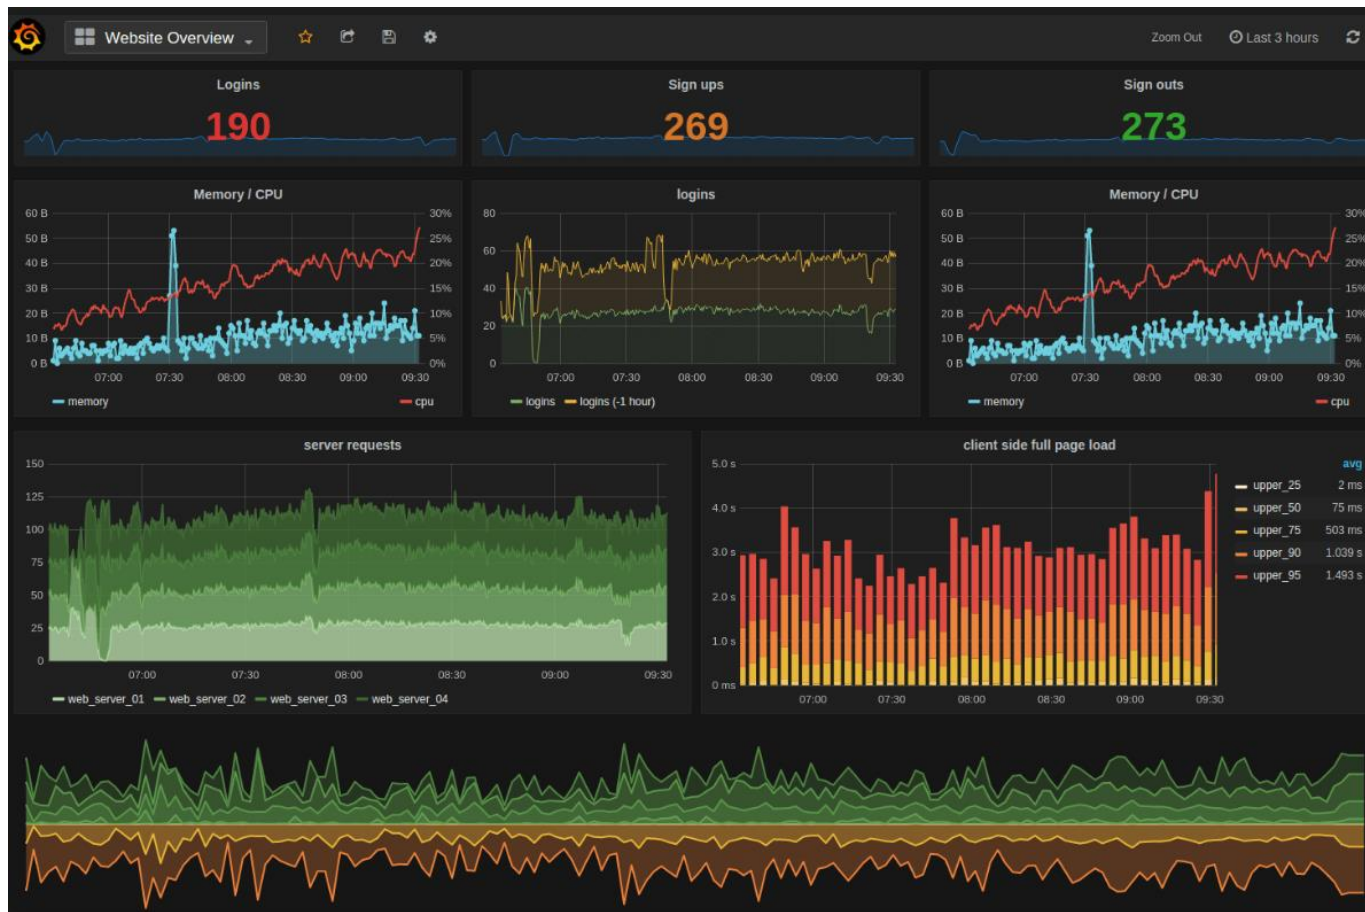 Website Overview
Zoom Out
Last 3 hours
Logins
190
Sign ups
269
Sign outs
273
Memory / CPU
60 B
50 B
40 B
30 B
20 B
10 B
0 B
30%
25%
20%
15%
10%
5%
0%
07:00 07:30 08:00 08:30 09:00 09:30
memory
cpu
logins
80
60
40
20
0
07:00 07:30 08:00 08:30 09:00 09:30
logins logins (-1 hour)
Memory / CPU
60 B
50 B
40 B
30 B
20 B
10 B
0 B
30%
25%
20%
15%
10%
5%
0%
07:00 07:30 08:00 08:30 09:00 09:30
memory
cpu
server requests
150
125
100
75
50
25
0
07:00 07:30 08:00 08:30 09:00 09:30
web_server_01 web_server_02 web_server_03 web_server_04
client side full page load
5.0 s
4.0 s
3.0 s
2.0 s
1.0 s
0 ms
07:00 07:30 08:00 08:30 09:00 09:30
avg
upper_25 2 ms
upper_50 75 ms
upper_75 503 ms
upper_90 1.039 s
upper_95 1.493 s